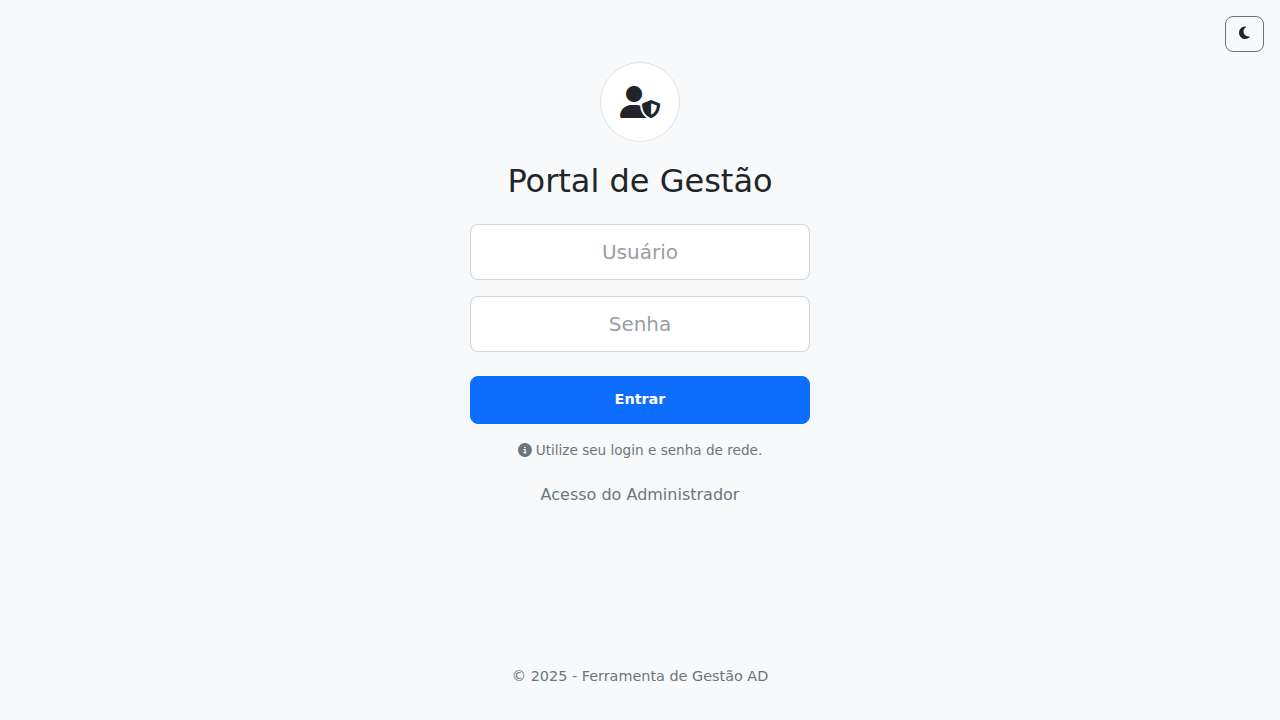 Portal de Gestão
Usuário
Senha
Entrar
Utilize seu login e senha de rede.
Acesso do Administrador
© 2025 - Ferramenta de Gestão AD